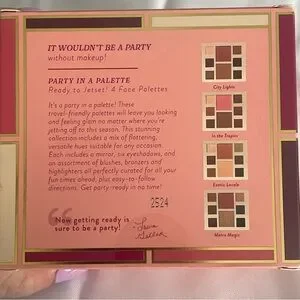 IT WOULDN'T BE A PARTY
without makeup!
PARTY IN A PALETTE
Ready to Jetset! 4 Face Palettes
It's a party in a palette! These
travel-friendly palettes will leave you looking
and feeling glam no matter where you're
jetting off to this season. This stunning
collection includes a mix of flattering,
versatile hues suitable for any occasion.
Each includes a mirror, six eyeshadows, and
an assortment of blushes, bronzers and
highlighters all perfectly curated for all your
fun times ahead, plus easy-to-follow
directions. Get party-ready in no time!
2524
Now getting ready is
sure to be a party!
Laura
Geller
City Lights
In the Tropics
Exotic Locale
Metro Magic